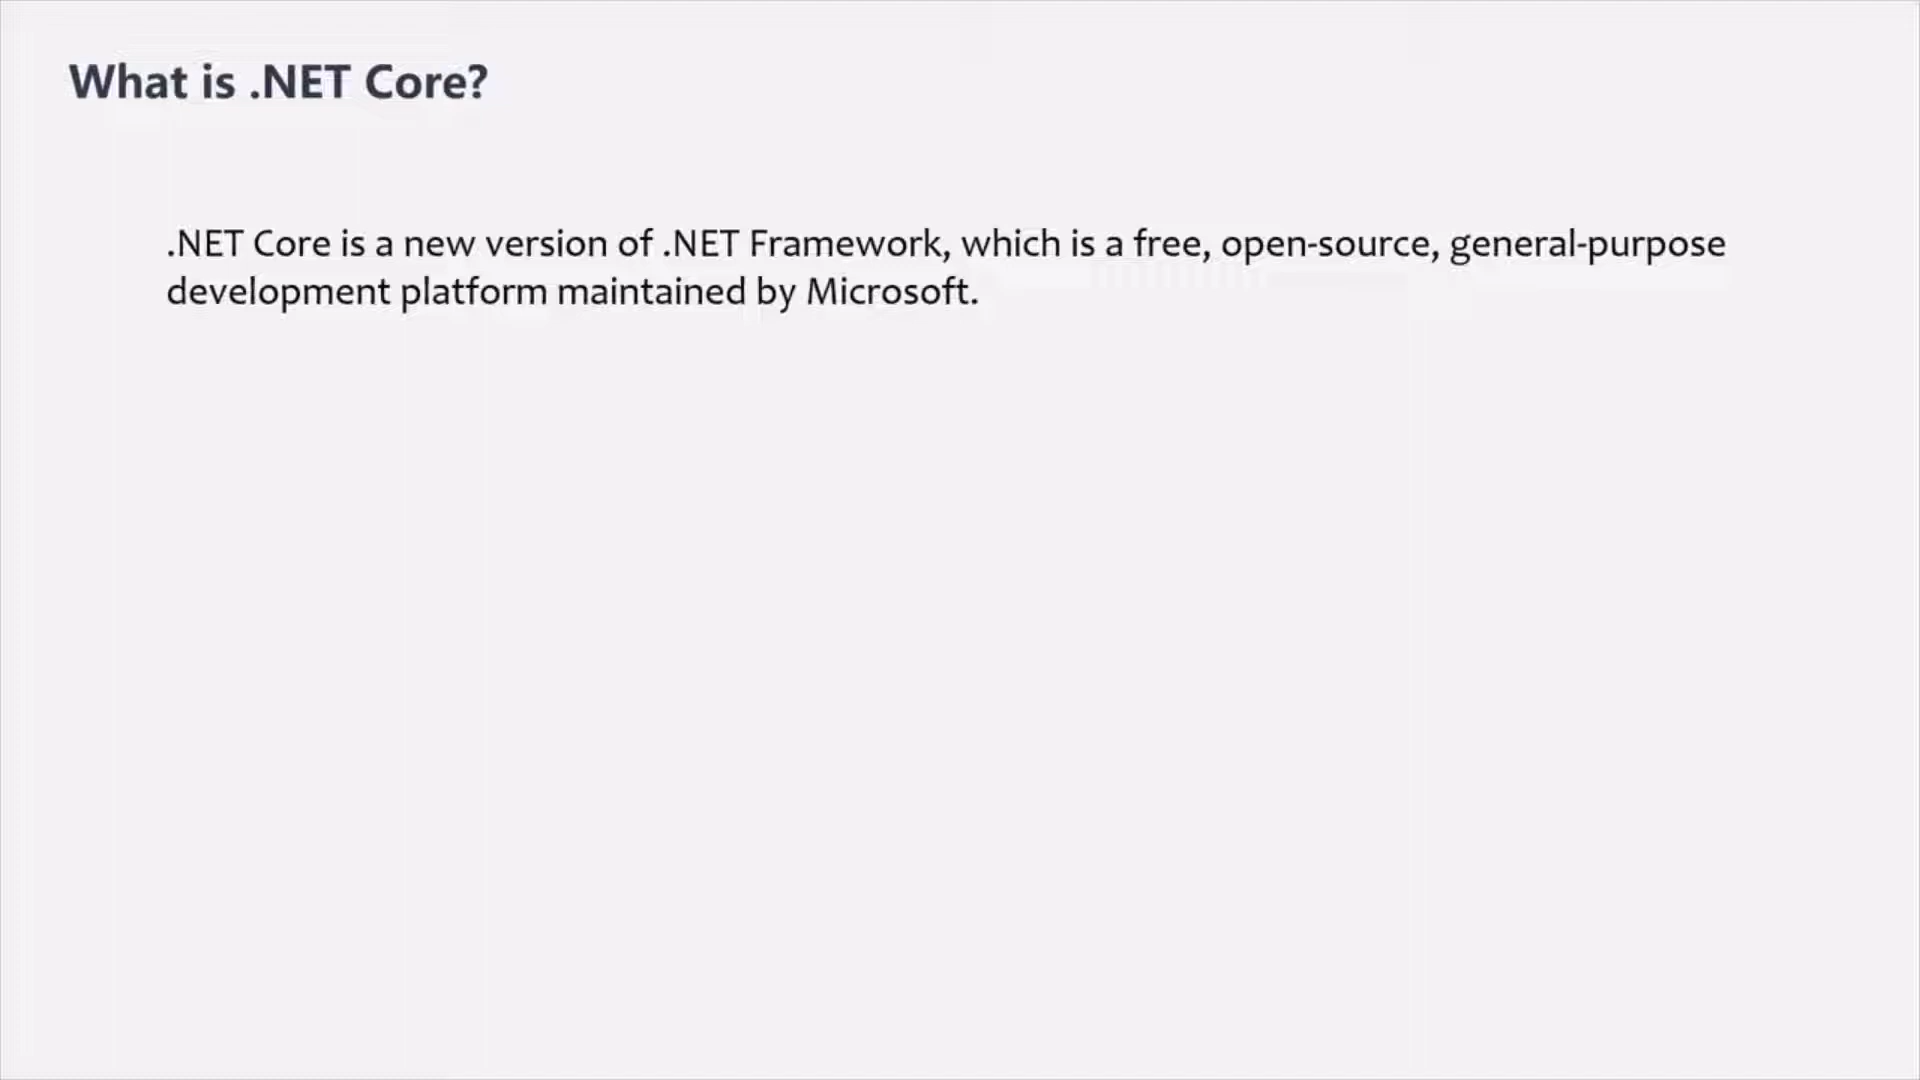 What is .NET Core?
.NET Core is a new version of .NET Framework, which is a free, open-source, general-purpose
development platform maintained by Microsoft.